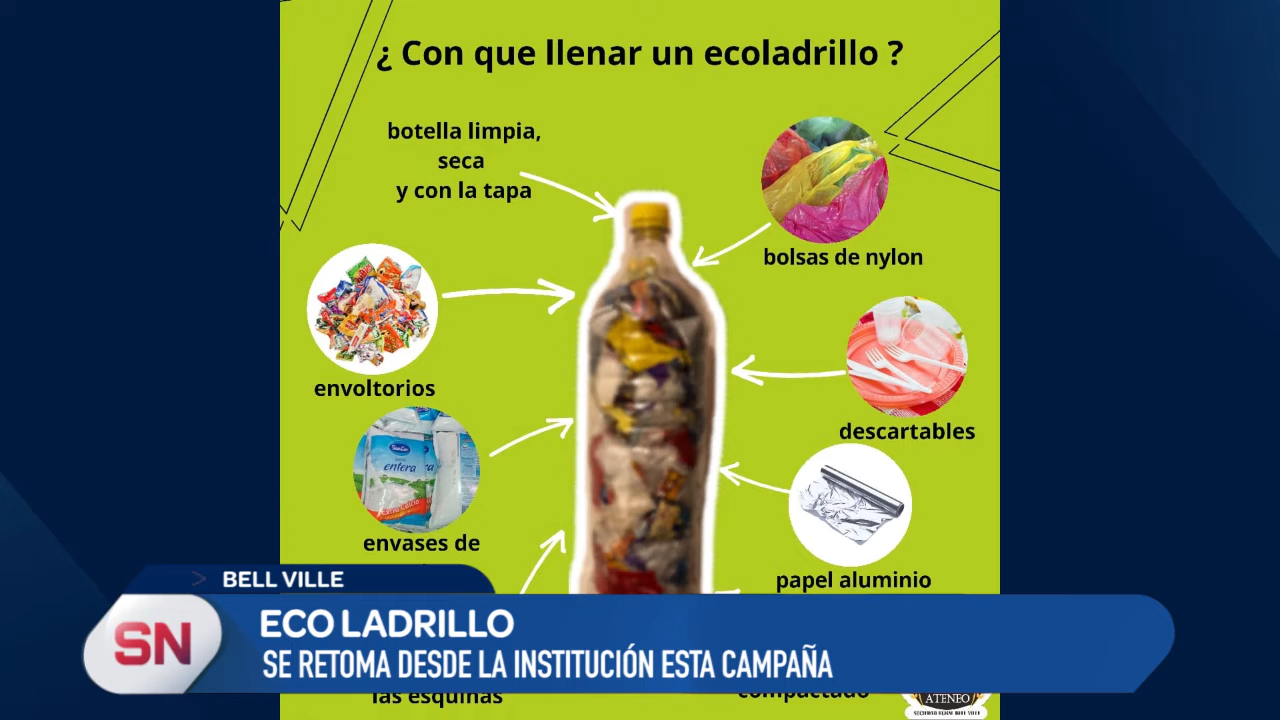 ¿ Con que llenar un ecoladrillo ?
botella limpia,
seca
y con la tapa
bolsas de nylon
envoltorios
descartables
entera
envases de
papel aluminio
> BELL VILLE
SN
ECO LADRILLO
SE RETOMA DESDE LA INSTITUCIÓN ESTA CAMPAÑA
las esquinas
compactado
ATENEO